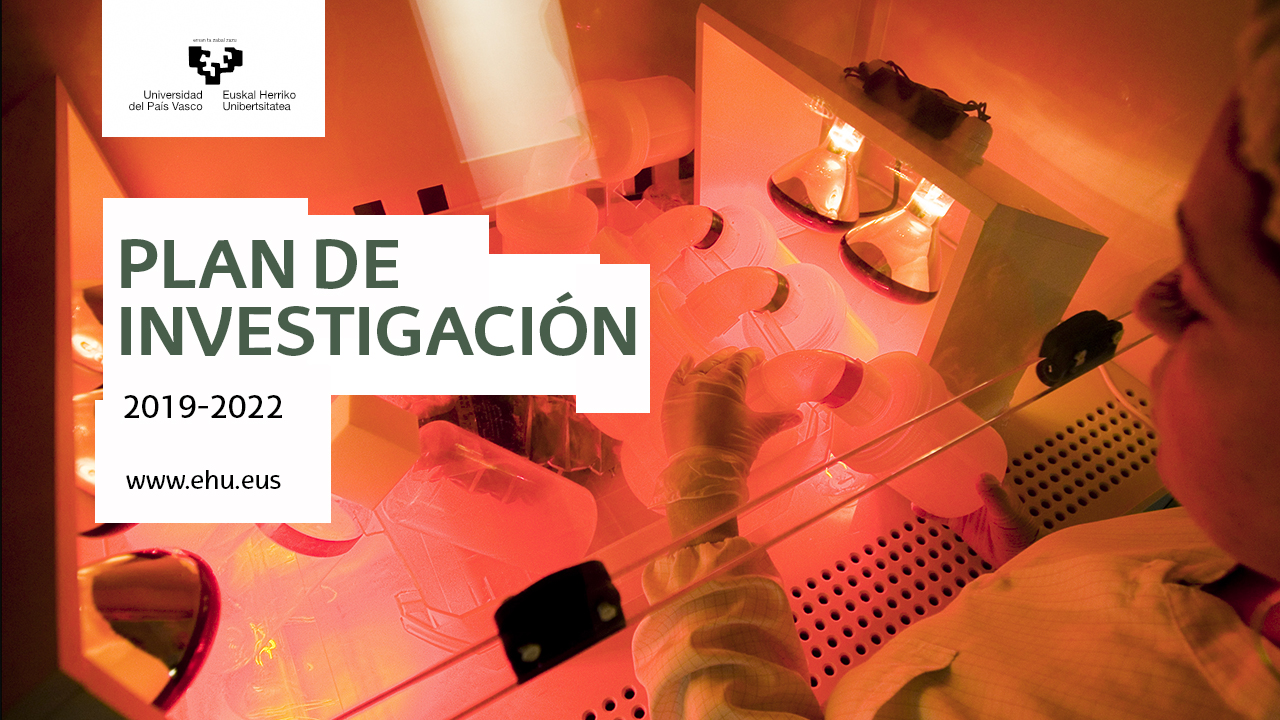 eman ta zabal zazu
Universidad
del País Vasco
Euskal Herriko
Unibertsitatea
PLAN DE
INVESTIGACIÓN
2019-2022
www.ehu.eus